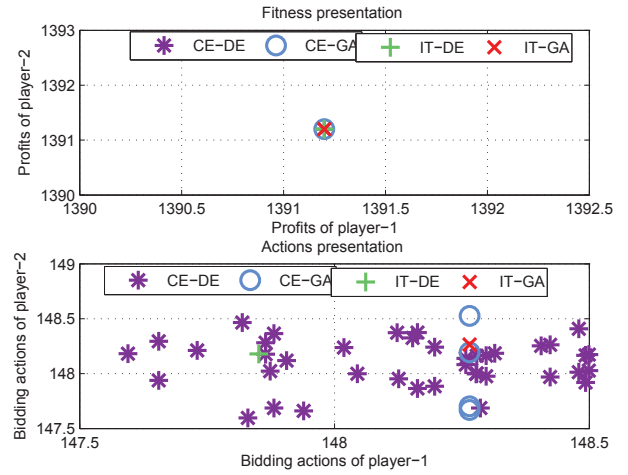 Fitness presentation
1393
1392
1391
1390
Profits of player−2
CE−DE CE−GA IT−DE IT−GA
1390 1390.5 1391 1391.5 1392 1392.5
Profits of player−1
Actions presentation
149
148.5
148
147.5
Bidding actions of player−2
CE−DE CE−GA IT−DE IT−GA
147.5 148 148.5
Bidding actions of player−1